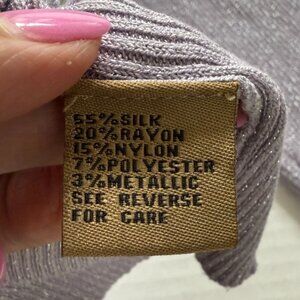 55% SILK
20% RAYON
15% NYLON
7% POLYESTER
3% METALLIC
SEE REVERSE
FOR CARE